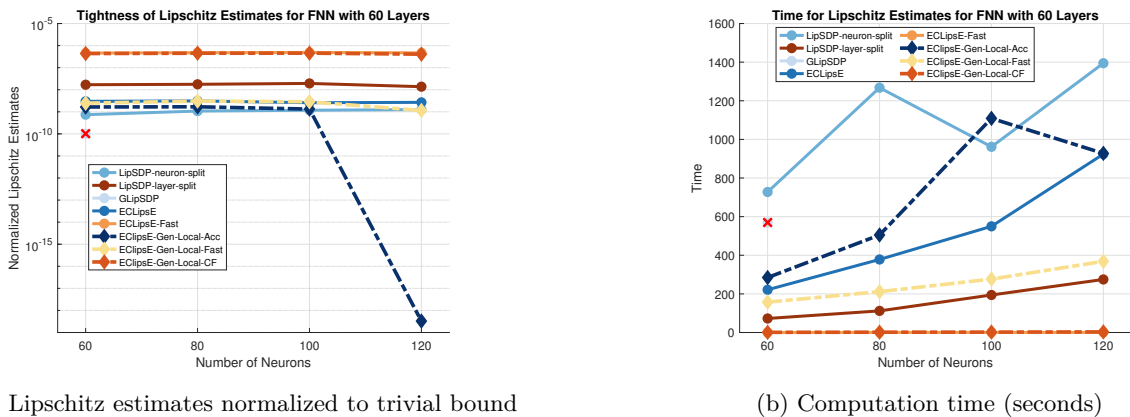 Tightness of Lipschitz Estimates for FNN with 60 Layers
10^-5
10^-10
10^-15
Normalized Lipschitz Estimates
LipSDP-neuron-split
LipSDP-layer-split
GLipSDP
ECLipsE
ECLipsE-Fast
EClipsE-Gen-Local-Acc
EClipsE-Gen-Local-Fast
EClipsE-Gen-Local-CF
60 80 100 120
Number of Neurons
Lipschitz estimates normalized to trivial bound
Time for Lipschitz Estimates for FNN with 60 Layers
1600
1400
1200
1000
800
600
400
200
0
Time
LipSDP-neuron-split
LipSDP-layer-split
GLipSDP
ECLipsE
ECLipsE-Fast
EClipsE-Gen-Local-Acc
EClipsE-Gen-Local-Fast
EClipsE-Gen-Local-CF
60 80 100 120
Number of Neurons
(b) Computation time (seconds)